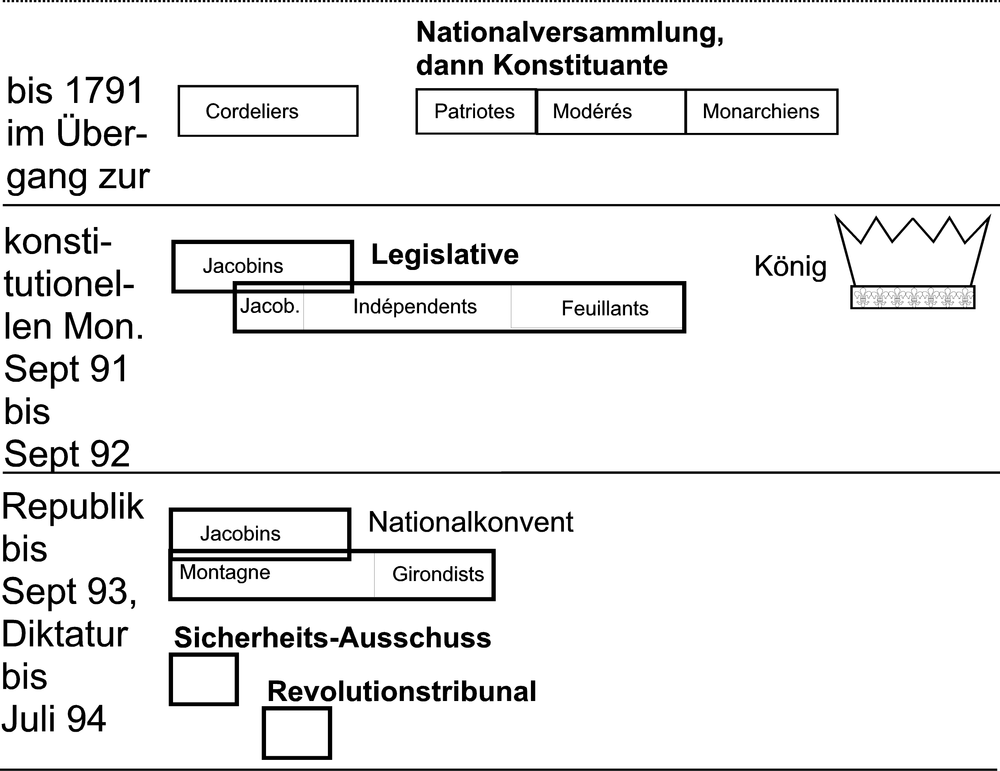 Nationalversammlung,
dann Konstituante
bis 1791
im Über-
gang zur
Cordeliers
Patriotes
Modérés
Monarchiens
konsti-
tutionel-
len Mon.
Sept 91
bis
Sept 92
Jacobins
Legislative
Jacob.
Indépendents
Feuillants
König
Republik
bis
Sept 93,
Diktatur
bis
Juli 94
Jacobins
Nationalkonvent
Montagne
Girondists
Sicherheits-Ausschuss
Revolutionstribunal